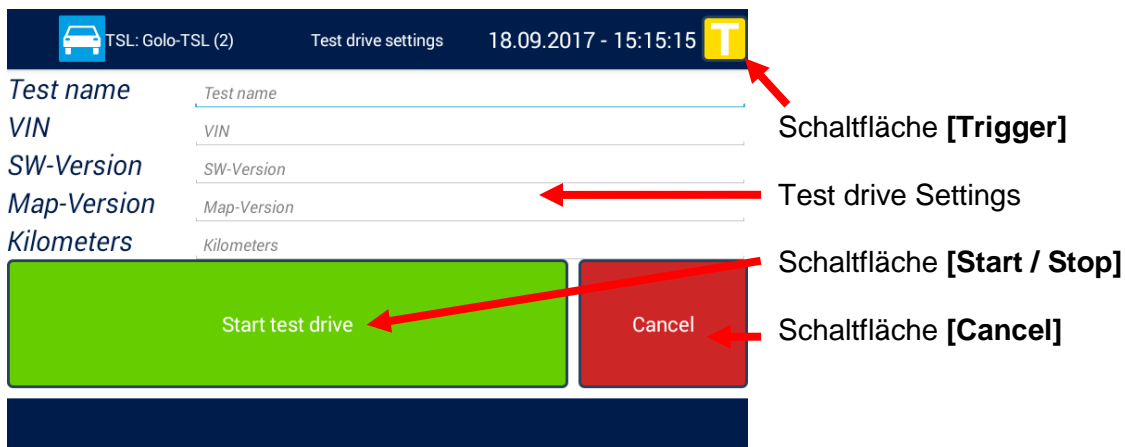 TSL: Golo-TSL (2) Test drive settings 18.09.2017 - 15:15:15 T
Test name Test name
VIN VIN
SW-Version SW-Version
Map-Version Map-Version
Kilometers Kilometers
Start test drive Cancel
Schaltfläche [Trigger]
Test drive Settings
Schaltfläche [Start / Stop]
Schaltfläche [Cancel]